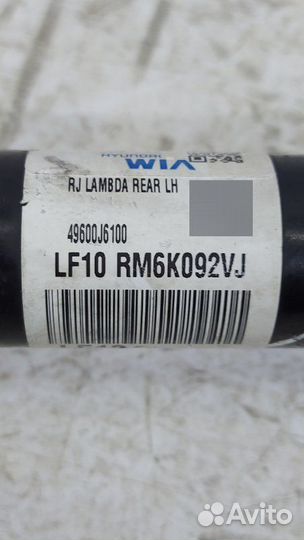 HYUNDAI
WIA
RJ LAMBDA REAR LH
49600J6100
LF10 RM6K092VJ
Avito